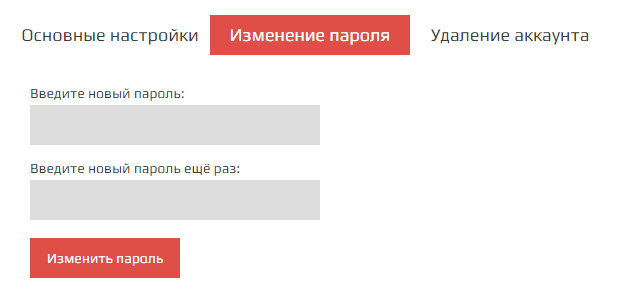 Основные настройки Изменение пароля Удаление аккаунта
Введите новый пароль:
Введите новый пароль ещё раз:
Изменить пароль